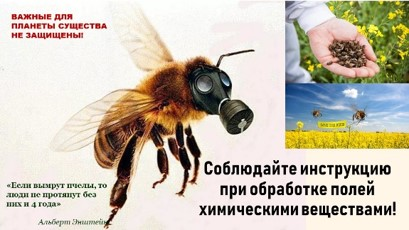 ВАЖНЫЕ ДЛЯ
ПЛАНЕТЫ СУЩЕСТВА
НЕ ЗАЩИЩЕНЫ!
«Если вымрут пчелы, то
люди не протянут без
них и 4 года»
Альберт Эйнштейн
Соблюдайте инструкцию
при обработке полей
химическими веществами!